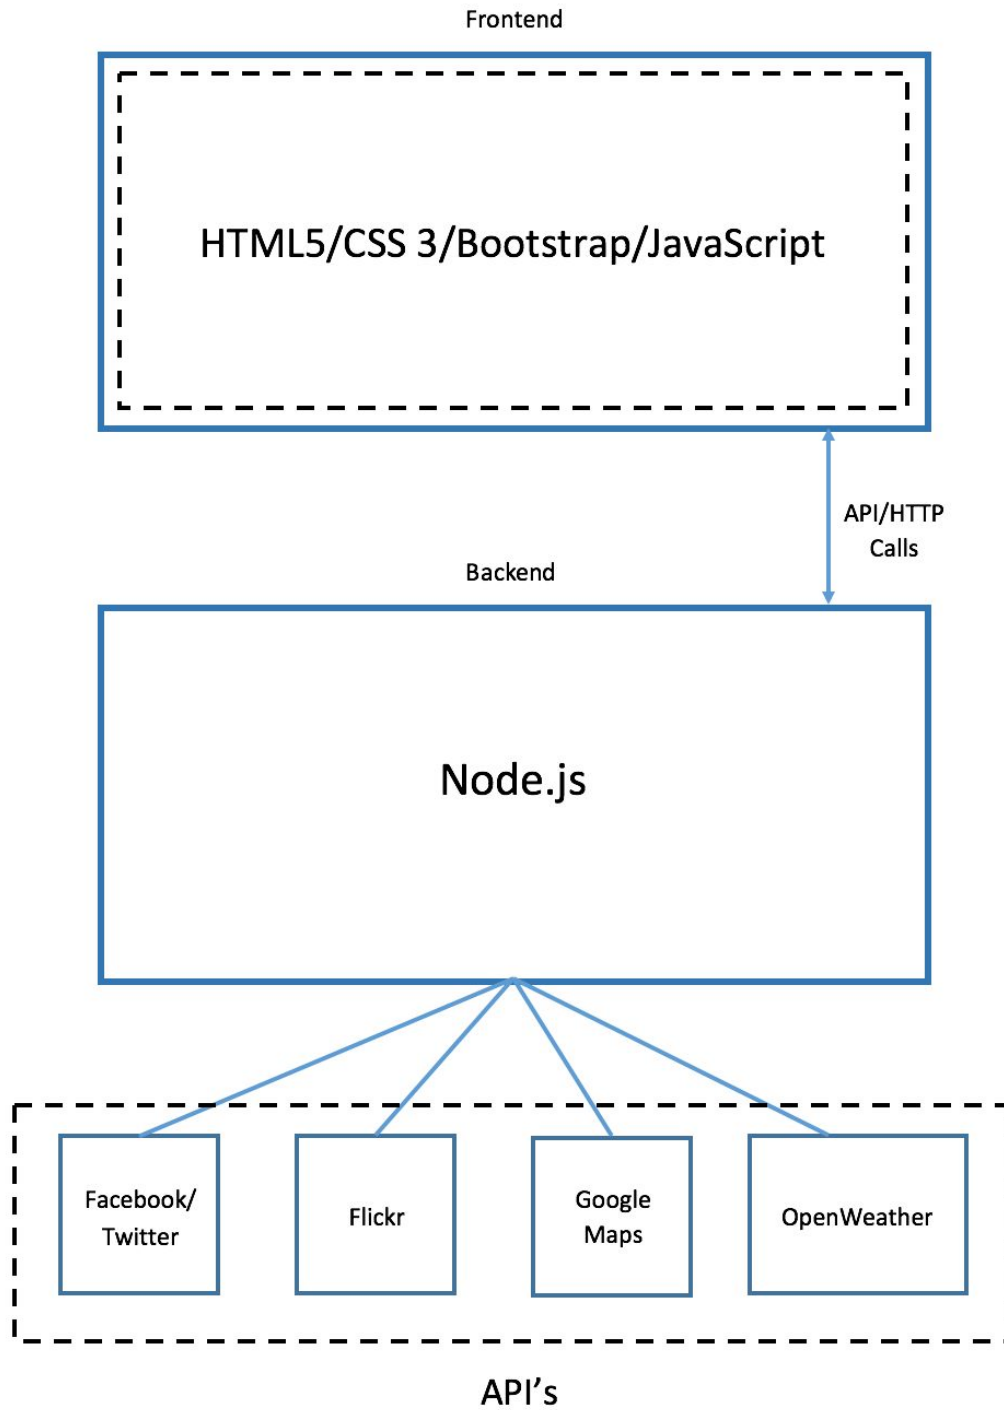 Frontend
HTML5/CSS 3/Bootstrap/JavaScript
API/HTTP
Calls
Backend
Node.js
Facebook/
Twitter
Flickr
Google
Maps
OpenWeather
API’s